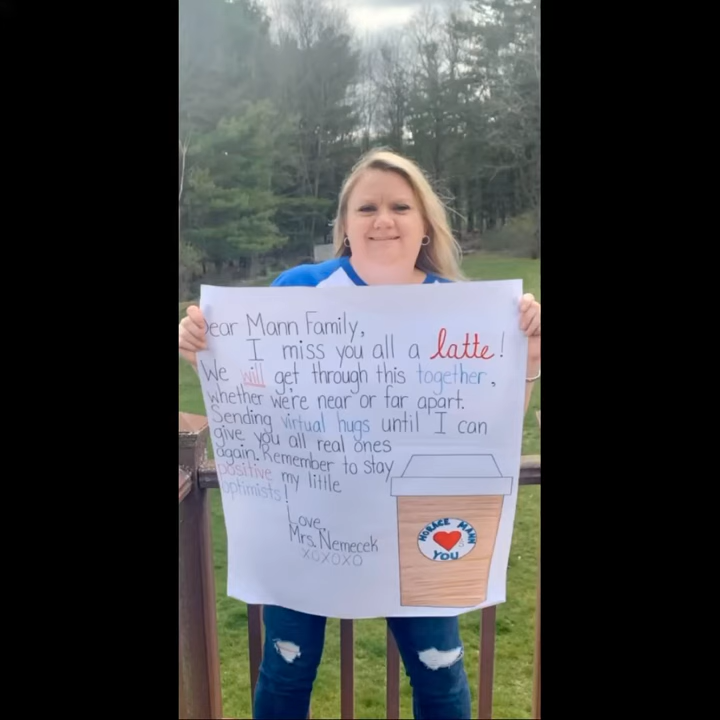 Dear Mann Family,
I miss you all a latte!
We will get through this together,
whether we're near or far apart.
Sending virtual hugs until I can
give you all real ones
again. Remember to stay
positive my little
optimists!
Love,
Mrs. Nemecek
XOXOXO
HORACE MANN
YOU